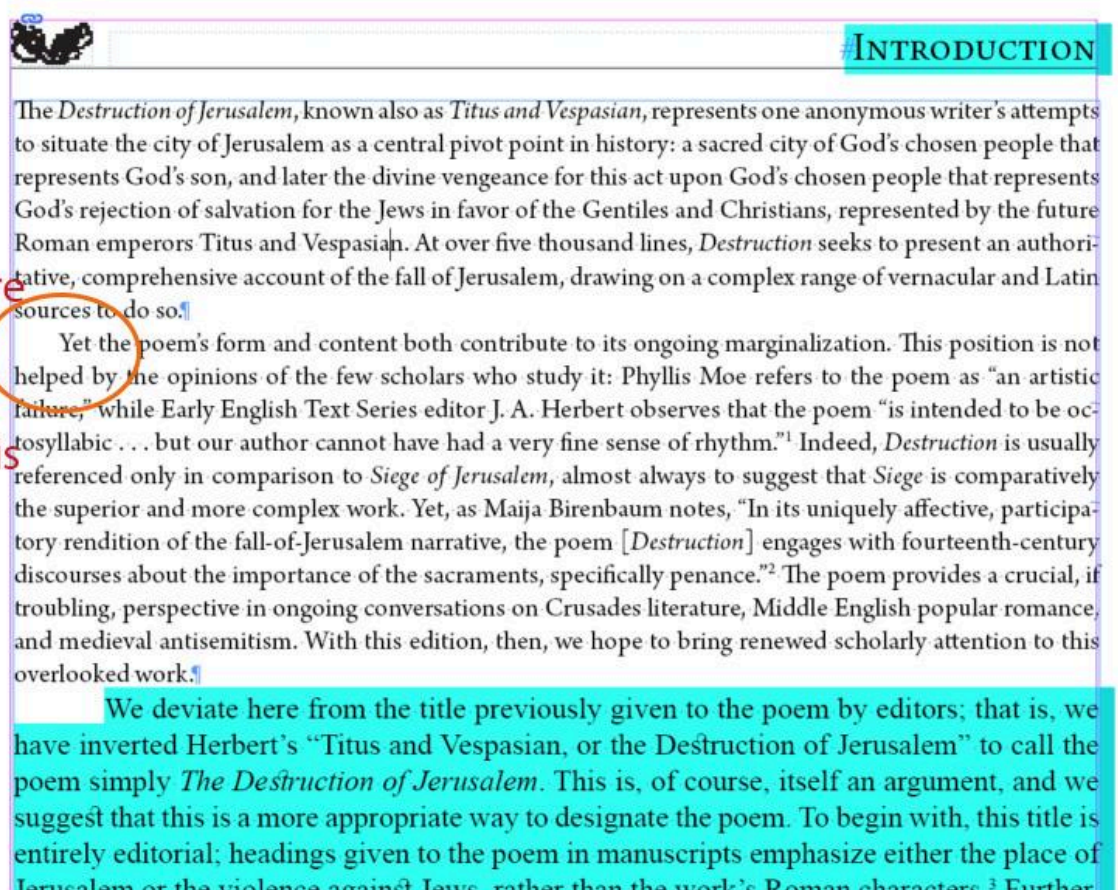 #INTRODUCTION
The Destruction of Jerusalem, known also as Titus and Vespasian, represents one anonymous writer’s attempts
to situate the city of Jerusalem as a central pivot point in history: a sacred city of God’s chosen people that
represents God’s son, and later the divine vengeance for this act upon God’s chosen people that represents
God’s rejection of salvation for the Jews in favor of the Gentiles and Christians, represented by the future
Roman emperors Titus and Vespasian. At over five thousand lines, Destruction seeks to present an authori-
tative, comprehensive account of the fall of Jerusalem, drawing on a complex range of vernacular and Latin
sources to do so.¶
Yet the poem’s form and content both contribute to its ongoing marginalization. This position is not
helped by the opinions of the few scholars who study it: Phyllis Moe refers to the poem as “an artistic
failure,” while Early English Text Series editor J. A. Herbert observes that the poem “is intended to be oc-
tosyllabic . . . but our author cannot have had a very fine sense of rhythm.”¹ Indeed, Destruction is usually
referenced only in comparison to Siege of Jerusalem, almost always to suggest that Siege is comparatively
the superior and more complex work. Yet, as Maija Birenbaum notes, “In its uniquely affective, participa-
tory rendition of the fall-of-Jerusalem narrative, the poem [Destruction] engages with fourteenth-century
discourses about the importance of the sacraments, specifically penance.”² The poem provides a crucial, if
troubling, perspective in ongoing conversations on Crusades literature, Middle English popular romance,
and medieval antisemitism. With this edition, then, we hope to bring renewed scholarly attention to this
overlooked work.¶
We deviate here from the title previously given to the poem by editors; that is, we
have inverted Herbert’s “Titus and Vespasian, or the Destruction of Jerusalem” to call the
poem simply The Destruction of Jerusalem. This is, of course, itself an argument, and we
suggest that this is a more appropriate way to designate the poem. To begin with, this title is
entirely editorial; headings given to the poem in manuscripts emphasize either the place of
Jerusalem or the violence against Jews, rather than the work’s Roman characters.³ Further,